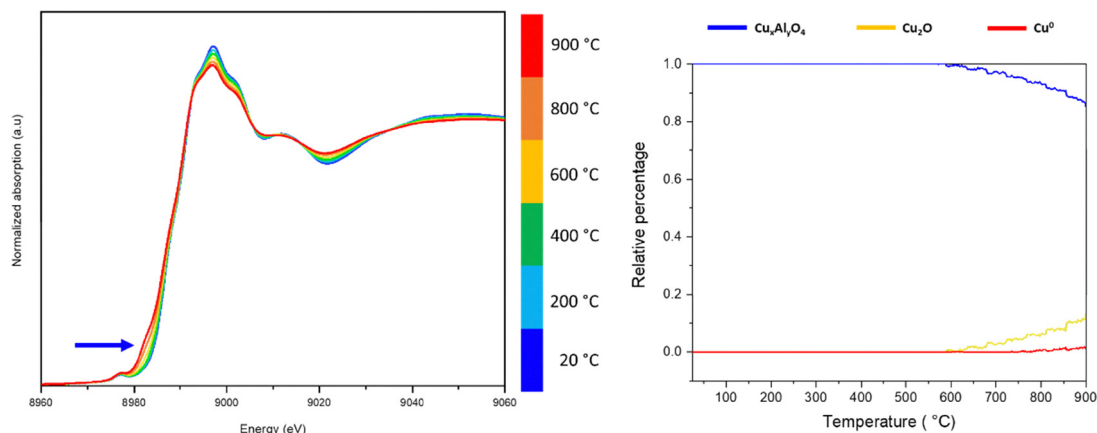 Normalized absorption (a.u)
8960 8980 9000 9020 9040 9060
Energy (eV)
900 °C
800 °C
600 °C
400 °C
200 °C
20 °C
CuₓAlᵧO₄ Cu₂O Cu⁰
Relative percentage
1.0
0.8
0.6
0.4
0.2
0.0
100 200 300 400 500 600 700 800 900
Temperature ( °C)